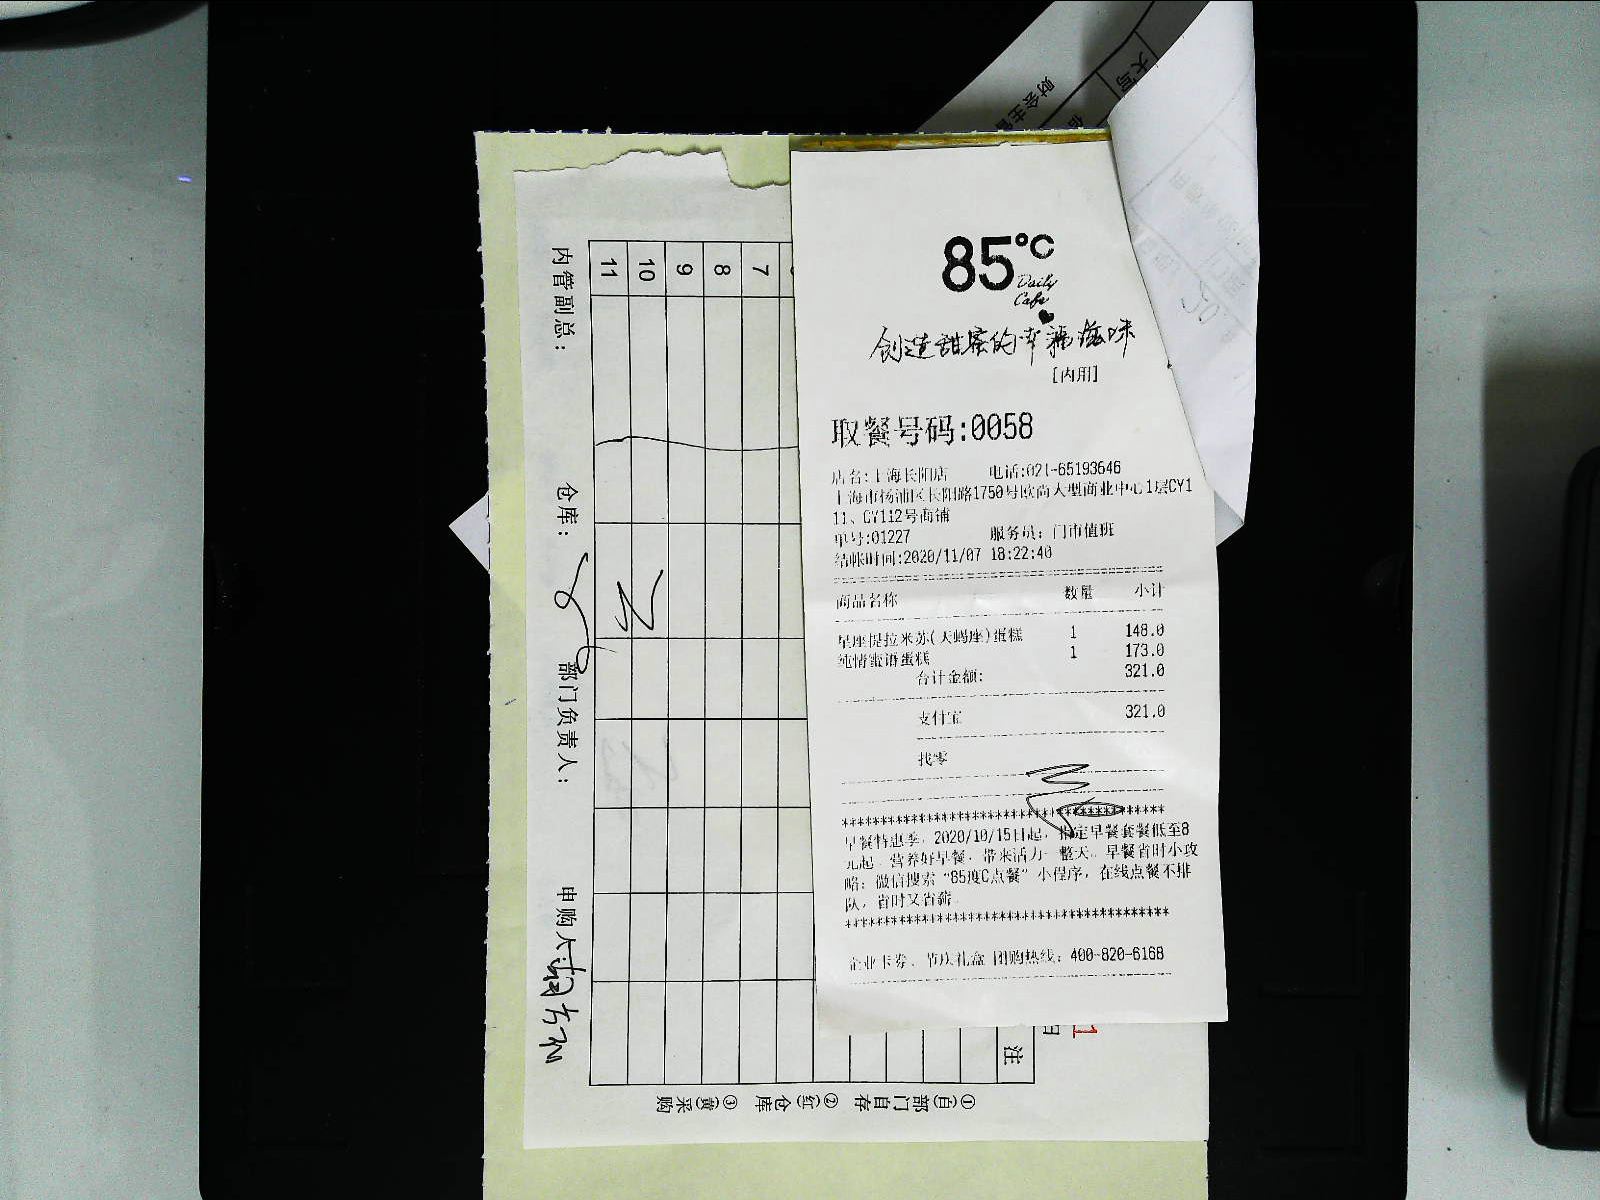 85℃
Daily
Cafe
创造甜蜜的幸福滋味
[内用]
取餐号码:0058
店名:上海长阳店 电话:021-65193646
上海市杨浦区长阳路1750号欧尚大型商业中心1层CY1
11、CY112号商铺
单号:01227 服务员：门市值班
结帐时间:2020/11/07 18:22:40
商品名称 数量 小计
星座提拉米苏(天蝎座)蛋糕 1 148.0
纯情蜜语蛋糕 1 173.0
合计金额: 321.0
支付宝 321.0
找零
******************************************
早餐特惠季，2020/10/15日起，指定早餐套餐低至8
元起，营养好早餐，带来活力一整天。早餐省时小攻
略：微信搜索“85度C点餐”小程序，在线点餐不排
队，省时又省薪。
******************************************
企业卡券、节庆礼盒 团购热线：400-820-6168
7
8
9
10
11
内管副总：
仓库：
部门负责人：
申购人
注
①(白)部门自存 ②(红)仓库 ③(黄)采购
大写
财会主管